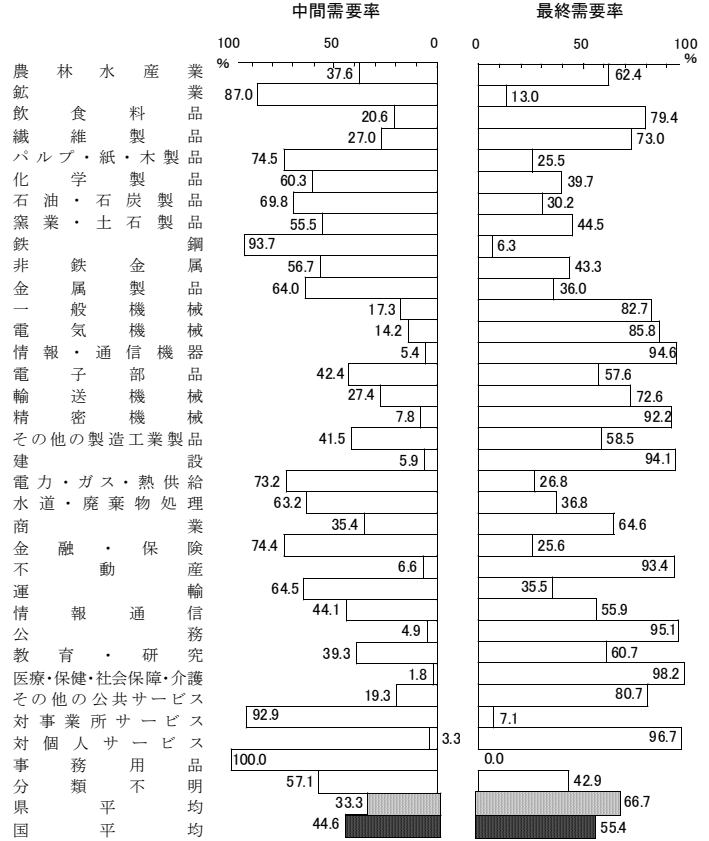 中間需要率 最終需要率
100 50 0 0 50 100
% %
農林水産業 37.6 62.4
鉱業 87.0 13.0
飲食料品 20.6 79.4
繊維製品 27.0 73.0
パルプ・紙・木製品 74.5 25.5
化学製品 60.3 39.7
石油・石炭製品 69.8 30.2
窯業・土石製品 55.5 44.5
鉄鋼 93.7 6.3
非鉄金属 56.7 43.3
金属製品 64.0 36.0
一般機械 17.3 82.7
電気機械 14.2 85.8
情報・通信機器 5.4 94.6
電子部品 42.4 57.6
輸送機械 27.4 72.6
精密機械 7.8 92.2
その他の製造工業製品 41.5 58.5
建設 5.9 94.1
電力・ガス・熱供給 73.2 26.8
水道・廃棄物処理 63.2 36.8
商業 35.4 64.6
金融・保険 74.4 25.6
不動産 6.6 93.4
運輸 64.5 35.5
情報通信 44.1 55.9
公務 4.9 95.1
教育・研究 39.3 60.7
医療・保健・社会保障・介護 1.8 98.2
その他の公共サービス 19.3 80.7
対事業所サービス 92.9 7.1
対個人サービス 3.3 96.7
事務用品 100.0 0.0
分類不明 57.1 42.9
県平均 33.3 66.7
国平均 44.6 55.4